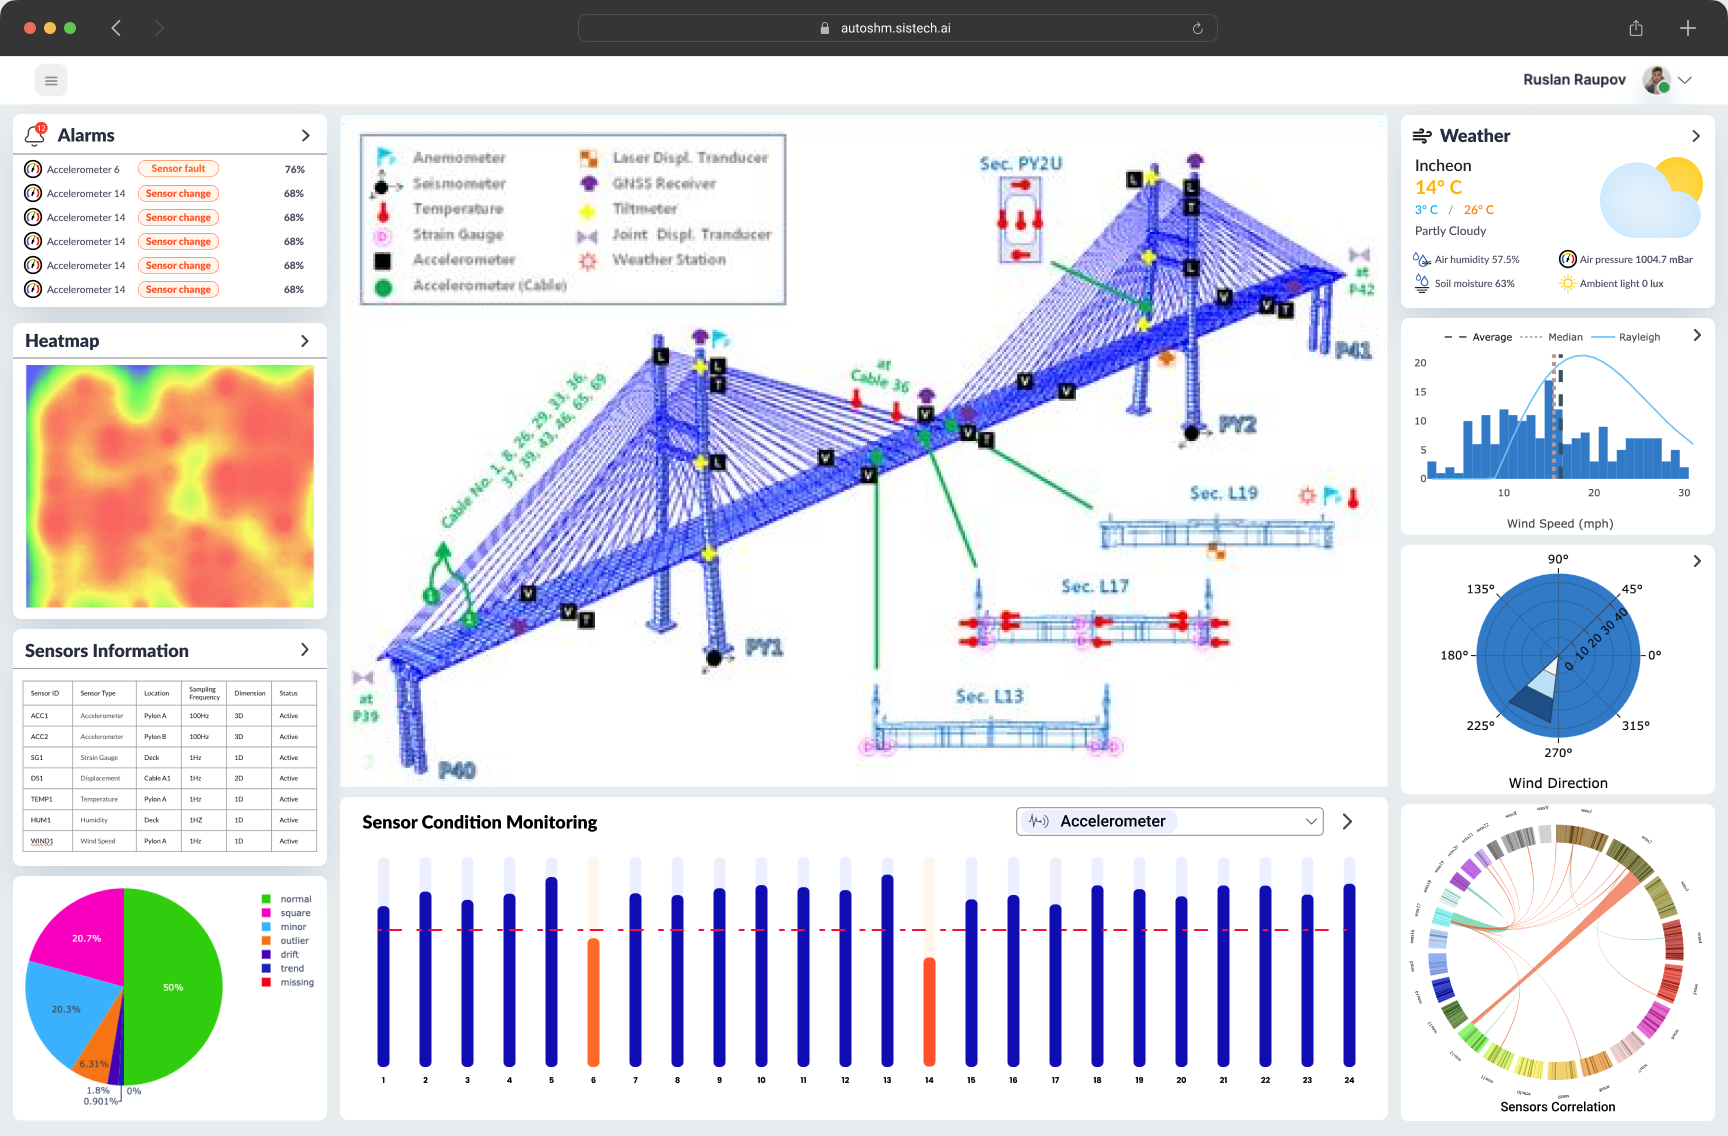 autoshm.sistech.ai
Ruslan Raupov
12
Alarms
Accelerometer 6 Sensor fault 76%
Accelerometer 14 Sensor change 68%
Accelerometer 14 Sensor change 68%
Accelerometer 14 Sensor change 68%
Accelerometer 14 Sensor change 68%
Accelerometer 14 Sensor change 68%
Heatmap
Sensors Information
Sensor ID Sensor Type Location Sampling Frequency Dimension Status
ACC1 Accelerometer Pylon A 100Hz 3D Active
ACC2 Accelerometer Pylon B 100Hz 3D Active
SG1 Strain Gauge Deck 1Hz 1D Active
DS1 Displacement Cable A1 1Hz 2D Active
TEMP1 Temperature Pylon A 1Hz 1D Active
HUM1 Humidity Deck 1HZ 1D Active
WIND1 Wind Speed Pylon A 1Hz 1D Active
normal
square
minor
outlier
drift
trend
missing
50%
20.7%
20.3%
6.31%
1.8%
0.901%
0%
Anemometer
Seismometer
Temperature
Strain Gauge
Accelerometer
Accelerometer (Cable)
Laser Displ. Tranducer
GNSS Receiver
Tiltmeter
Joint Displ. Tranducer
Weather Station
Sec. PY2U
at
P42
P41
PY2
at
Cable 36
Cable No. 1, 8, 26, 29, 33, 36,
37, 39, 43, 46, 65, 69
Sec. L19
Sec. L17
Sec. L13
PY1
at
P39
P40
L
L
T
L
L
L
T
L
V
V
T
V
V
V
V
T
V
V
V
V
T
1
1
Sensor Condition Monitoring
Accelerometer
1 2 3 4 5 6 7 8 9 10 11 12 13 14 15 16 17 18 19 20 21 22 23 24
Weather
Incheon
14° C
3° C / 26° C
Partly Cloudy
Air humidity 57.5%
Air pressure 1004.7 mBar
Soil moisture 63%
Ambient light 0 lux
Average Median Rayleigh
20
15
10
5
0
10 20 30
Wind Speed (mph)
90°
135° 45°
180° 0°
225° 315°
270°
0 10 20 30 40
Wind Direction
Sensors Correlation